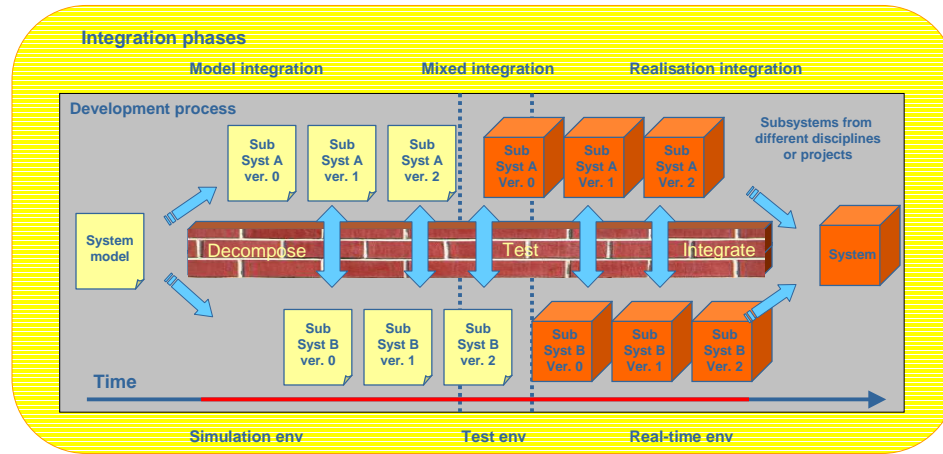 Integration phases
Model integration
Mixed integration
Realisation integration
Development process
Subsystems from
different disciplines
or projects
Sub
Syst A
ver. 0
Sub
Syst A
ver. 1
Sub
Syst A
ver. 2
Sub
Syst A
Ver. 0
Sub
Syst A
Ver. 1
Sub
Syst A
Ver. 2
System
model
Decompose
Test
Integrate
System
Sub
Syst B
ver. 0
Sub
Syst B
ver. 1
Sub
Syst B
ver. 2
Sub
Syst B
Ver. 0
Sub
Syst B
Ver. 1
Sub
Syst B
Ver. 2
Time
Simulation env
Test env
Real-time env